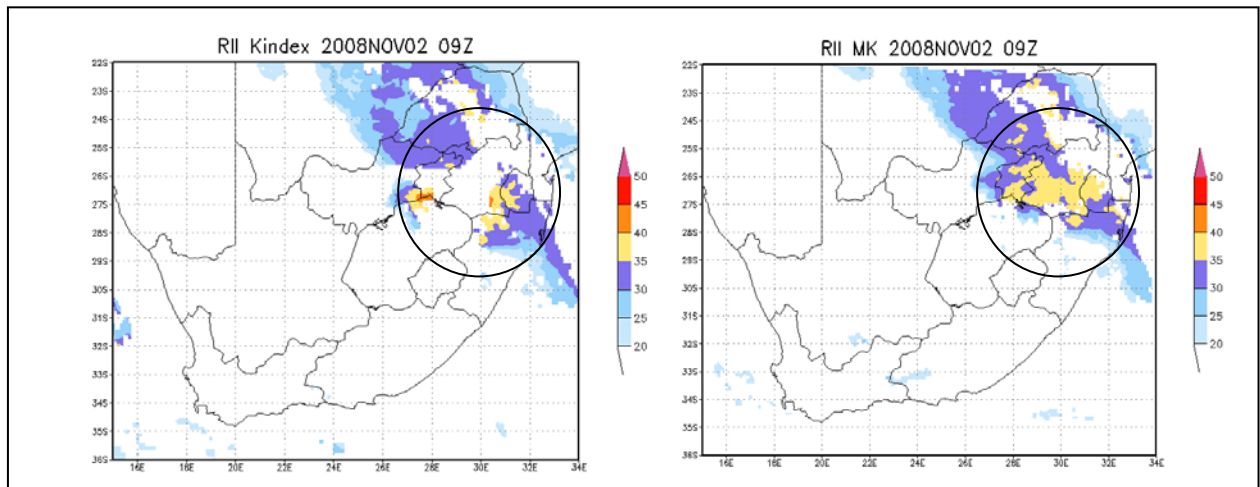 RII Kindex 2008NOV02 09Z
22S
23S
24S
25S
26S
27S
28S
29S
30S
31S
32S
33S
34S
35S
36S
16E 18E 20E 22E 24E 26E 28E 30E 32E 34E
50
45
40
35
30
25
20
RII MK 2008NOV02 09Z
22S
23S
24S
25S
26S
27S
28S
29S
30S
31S
32S
33S
34S
35S
36S
16E 18E 20E 22E 24E 26E 28E 30E 32E 34E
50
45
40
35
30
25
20